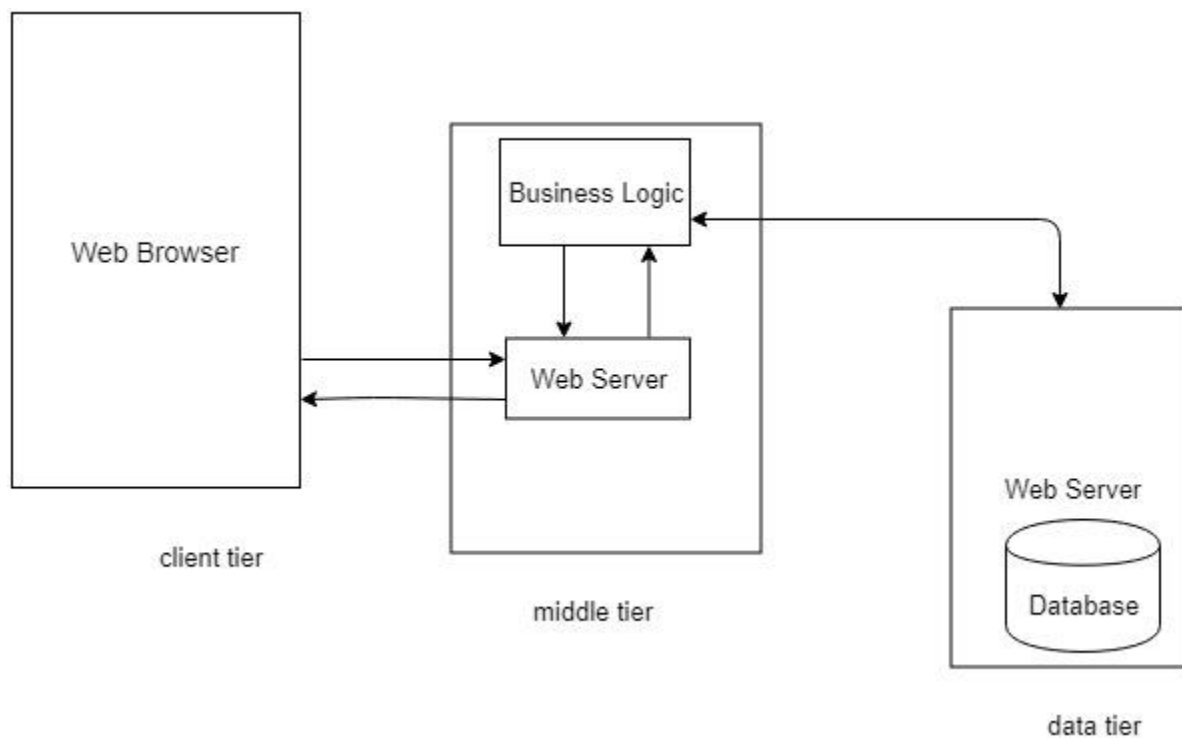 Web Browser
client tier
Business Logic
Web Server
middle tier
Web Server
Database
data tier